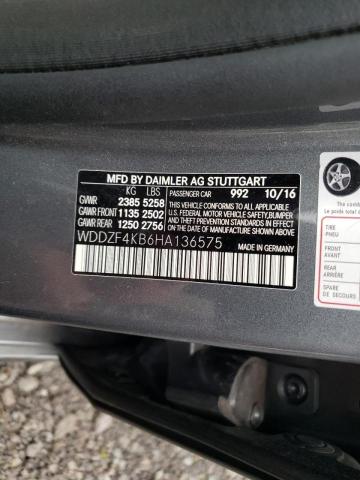 MFD BY DAIMLER AG STUTTGART
KG LBS PASSENGER CAR 992 10/16
GVWR 2385 5258
GAWR FRONT 1135 2502
GAWR REAR 1250 2756
THIS VEHICLE CONFORMS TO ALL APPLICABLE
U.S. FEDERAL MOTOR VEHICLE SAFETY, BUMPER
AND THEFT PREVENTION STANDARDS IN EFFECT
ON THE DATE OF MANUFACTURE SHOWN ABOVE.
WDDZF4KB6HA136575
MADE IN GERMANY
TIRE
PNEU
FRONT
AVANT
REAR
ARRIÈRE
SPARE
DE SECOURS